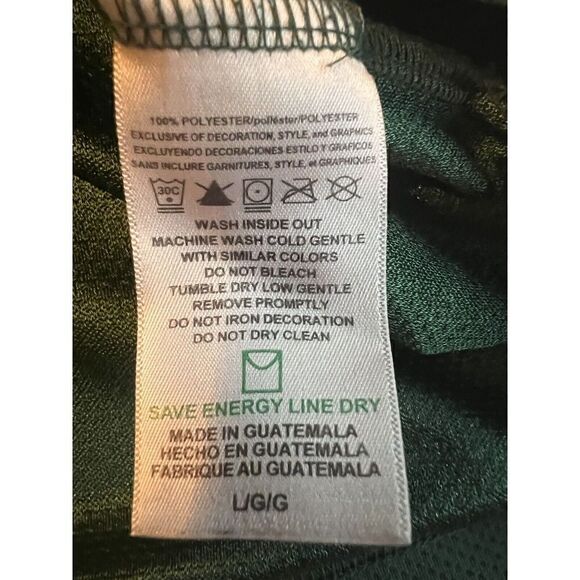 100% POLYESTER/poliéster/POLYESTER
EXCLUSIVE OF DECORATION, STYLE, and GRAPHICS
EXCLUYENDO DECORACIONES ESTILO Y GRAFICOS
SANS INCLURE GARNITURES, STYLE, et GRAPHIQUES
30C
WASH INSIDE OUT
MACHINE WASH COLD GENTLE
WITH SIMILAR COLORS
DO NOT BLEACH
TUMBLE DRY LOW GENTLE
REMOVE PROMPTLY
DO NOT IRON DECORATION
DO NOT DRY CLEAN
SAVE ENERGY LINE DRY
MADE IN GUATEMALA
HECHO EN GUATEMALA
FABRIQUE AU GUATEMALA
L/G/G